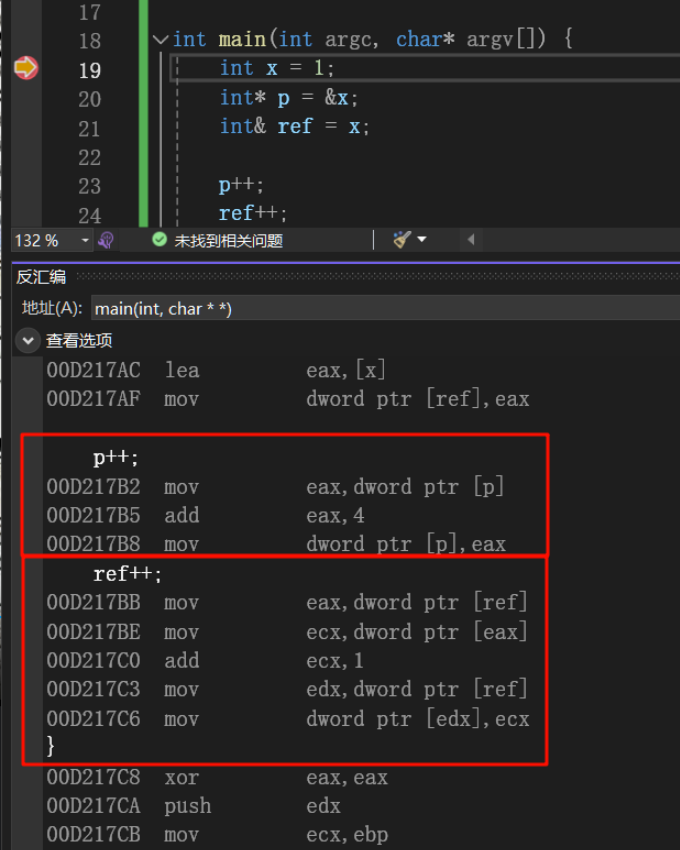 17
18 int main(int argc, char* argv[]) {
19 int x = 1;
20 int* p = &x;
21 int& ref = x;
22
23 p++;
24 ref++;
132 % 未找到相关问题
反汇编
地址(A): main(int, char * *)
查看选项
00D217AC lea eax,[x]
00D217AF mov dword ptr [ref],eax
p++;
00D217B2 mov eax,dword ptr [p]
00D217B5 add eax,4
00D217B8 mov dword ptr [p],eax
ref++;
00D217BB mov eax,dword ptr [ref]
00D217BE mov ecx,dword ptr [eax]
00D217C0 add ecx,1
00D217C3 mov edx,dword ptr [ref]
00D217C6 mov dword ptr [edx],ecx
}
00D217C8 xor eax,eax
00D217CA push edx
00D217CB mov ecx,ebp